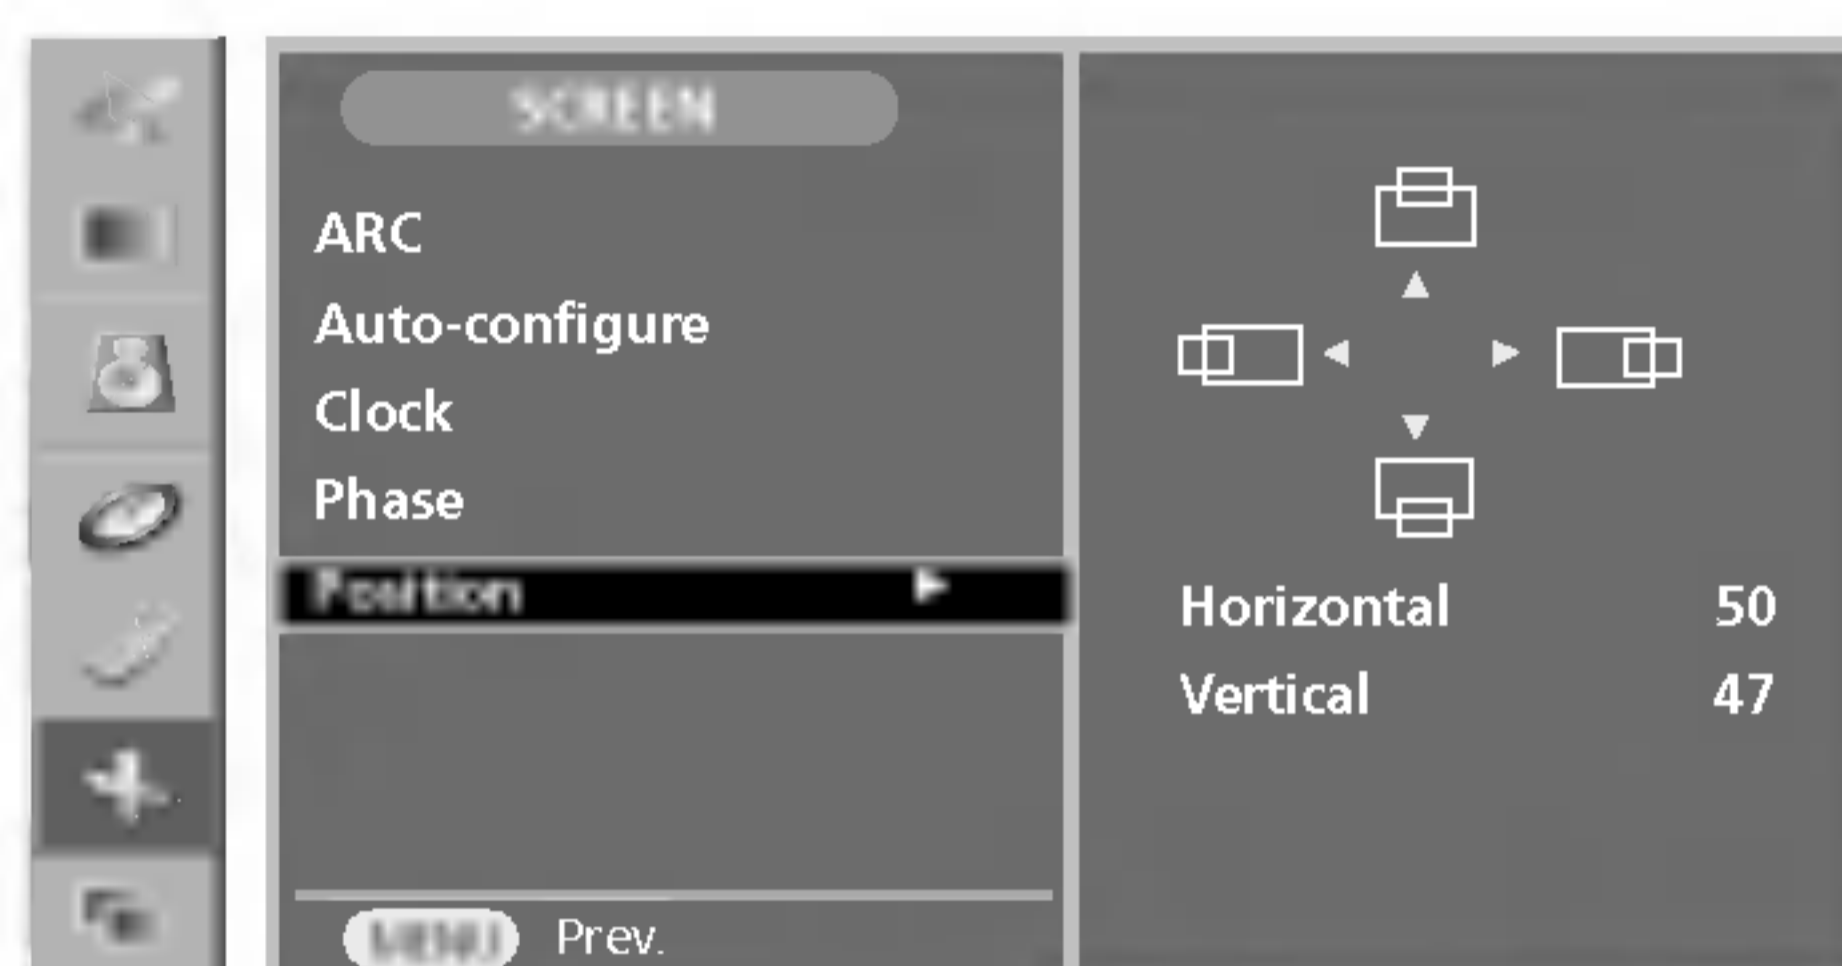 SCREEN
ARC
Auto-configure
Clock
Phase
Position
Horizontal 50
Vertical 47
MENU Prev.